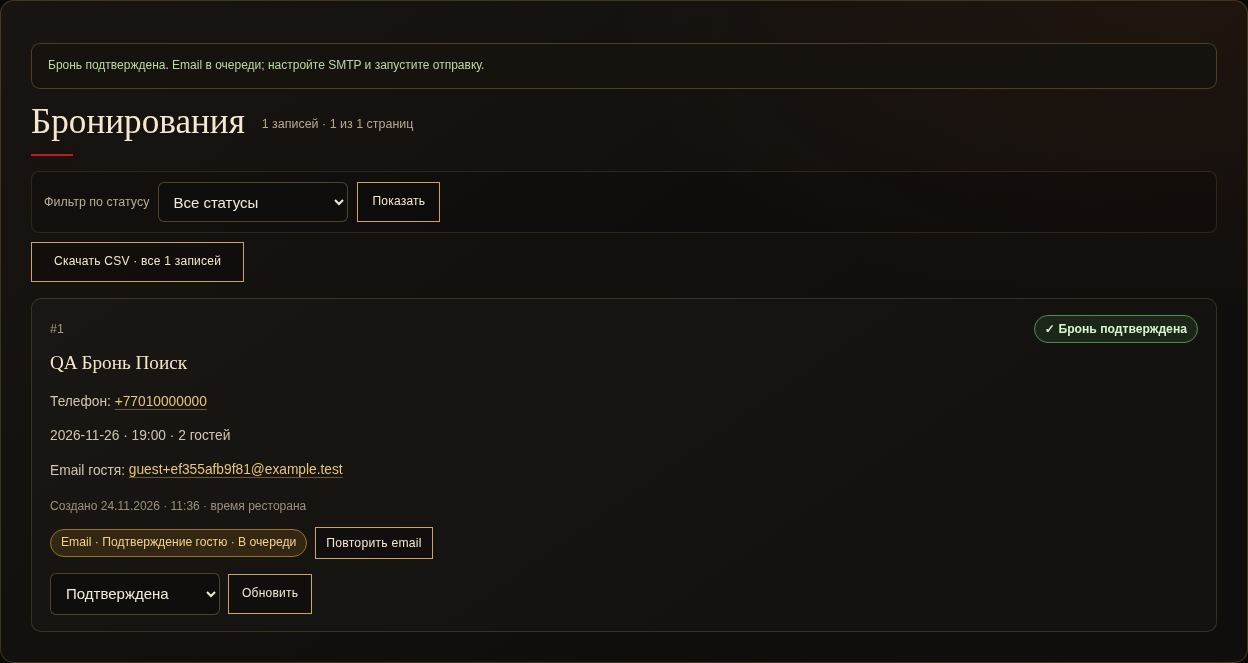 Бронь подтверждена. Email в очереди; настройте SMTP и запустите отправку.
Бронирования 1 записей · 1 из 1 страниц
Фильтр по статусу Все статусы Показать
Скачать CSV · все 1 записей
#1 ✓ Бронь подтверждена
QA Бронь Поиск
Телефон: +77010000000
2026-11-26 · 19:00 · 2 гостей
Email гостя: guest+ef355afb9f81@example.test
Создано 24.11.2026 · 11:36 · время ресторана
Email · Подтверждение гостю · В очереди Повторить email
Подтверждена Обновить